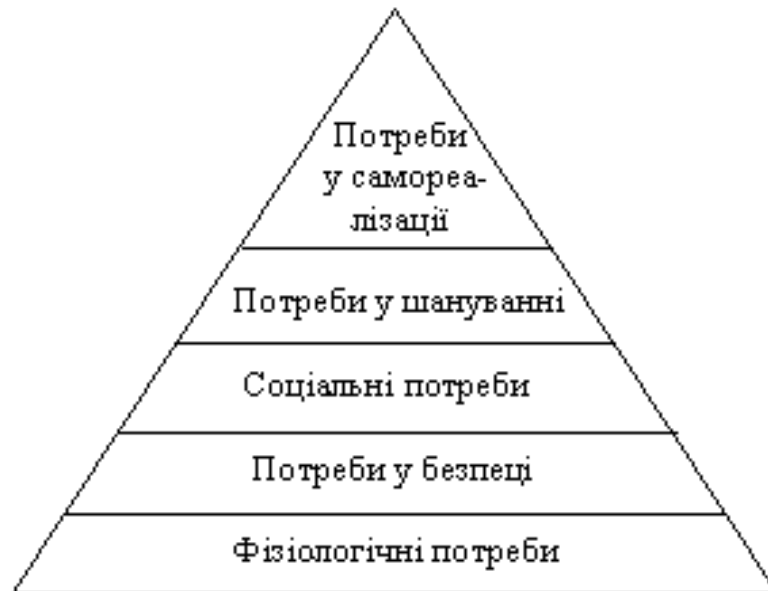 Потреби
у самореа-
лізації
Потреби у шануванні
Соціальні потреби
Потреби у безпеці
Фізіологічні потреби